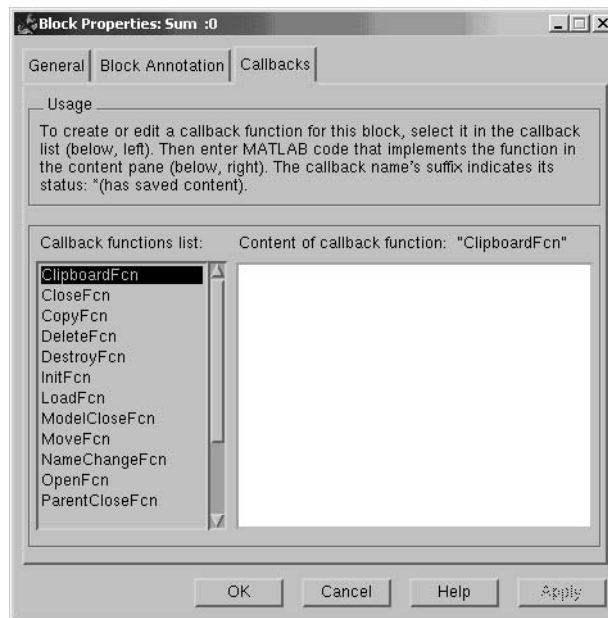 Block Properties: Sum :0
General Block Annotation Callbacks
Usage
To create or edit a callback function for this block, select it in the callback
list (below, left). Then enter MATLAB code that implements the function in
the content pane (below, right). The callback name's suffix indicates its
status: *(has saved content).
Callback functions list: Content of callback function: "ClipboardFcn"
ClipboardFcn
CloseFcn
CopyFcn
DeleteFcn
DestroyFcn
InitFcn
LoadFcn
ModelCloseFcn
MoveFcn
NameChangeFcn
OpenFcn
ParentCloseFcn
OK Cancel Help Apply